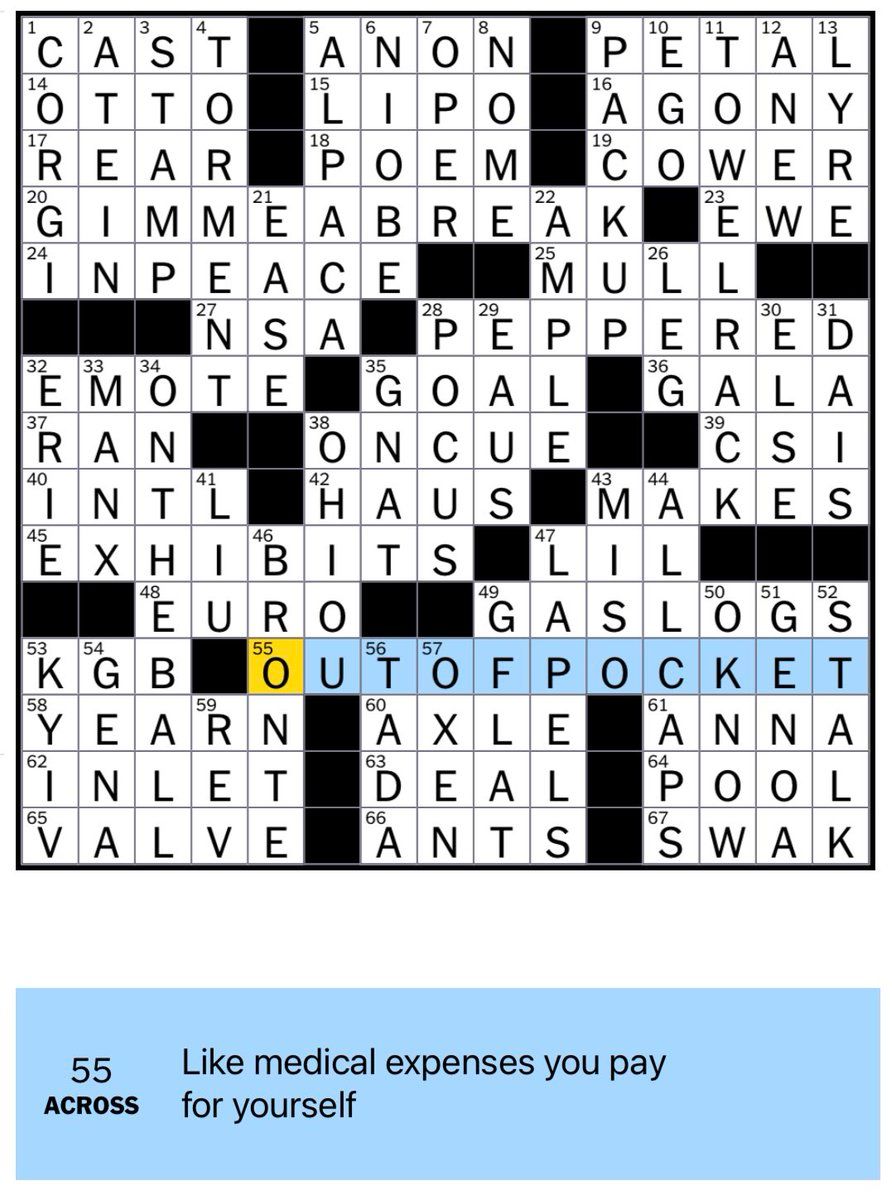 1 C 2 A 3 S 4 T 5 A 6 N 7 O 8 N 9 P 10 E 11 T 12 A 13 L
14 O T T O 15 L I P O 16 A G O N Y
17 R E A R 18 P O E M 19 C O W E R
20 G I M M 21 E A B R E 22 A K 23 E W E
24 I N P E A C E 25 M U 26 L L
27 N S A 28 P 29 E P P E R 30 E 31 D
32 E 33 M 34 O T E 35 G O A L 36 G A L A
37 R A N 38 O N C U E 39 C S I
40 I N T 41 L 42 H A U S 43 M 44 A K E S
45 E X H I 46 B I T S 47 L I L
48 E U R O 49 G A S L 50 O 51 G 52 S
53 K 54 G B 55 O U 56 T 57 O F P O C K E T
58 Y E A 59 R N 60 A X L E 61 A N N A
62 I N L E T 63 D E A L 64 P O O L
65 V A L V E 66 A N T S 67 S W A K
55 ACROSS
Like medical expenses you pay
for yourself